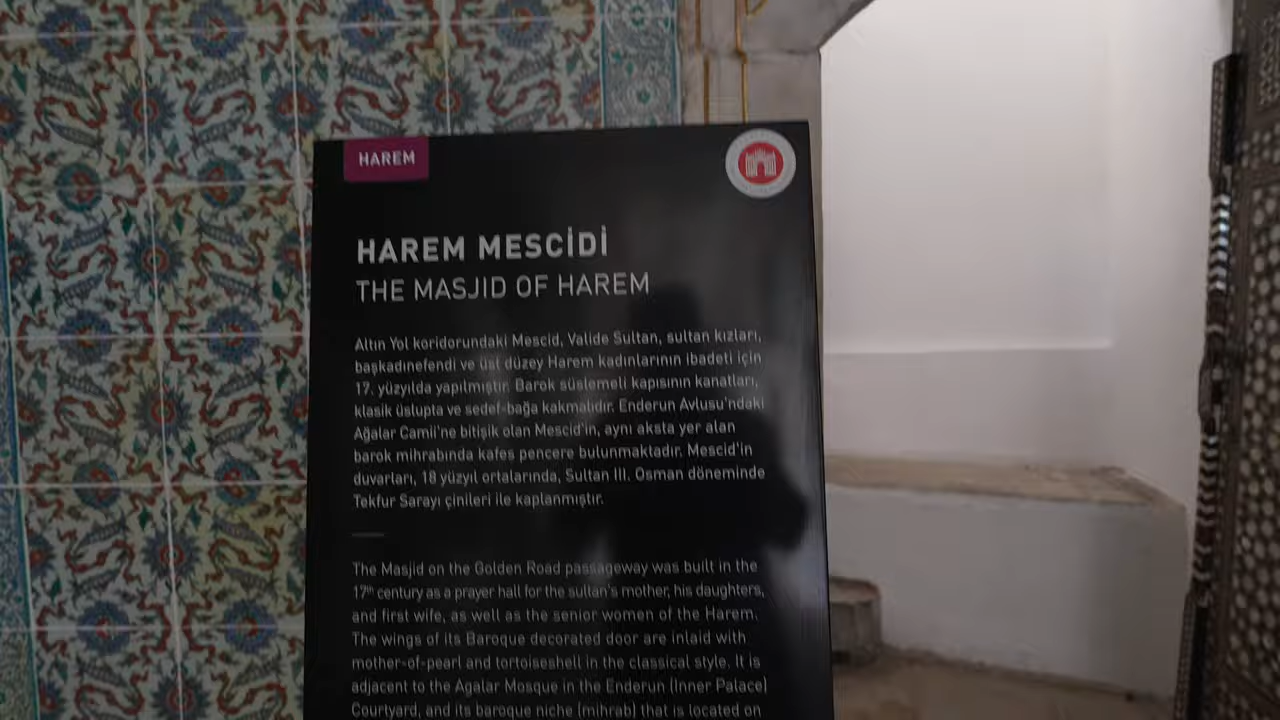 HAREM
HAREM MESCİDİ
THE MASJID OF HAREM
Altın Yol koridorundaki Mescid, Valide Sultan, sultan kızları,
başkadınefendi ve üst düzey Harem kadınlarının ibadeti için
17. yüzyılda yapılmıştır. Barok süslemeli kapısının kanatları,
klasik üslupta ve sedef-bağa kakmalıdır. Enderun Avlusu'ndaki
Ağalar Camii'ne bitişik olan Mescid'in, aynı aksta yer alan
barok mihrabında kafes pencere bulunmaktadır. Mescid'in
duvarları, 18 yüzyıl ortalarında, Sultan III. Osman döneminde
Tekfur Sarayı çinileri ile kaplanmıştır.
The Masjid on the Golden Road passageway was built in the
17th century as a prayer hall for the sultan's mother, his daughters,
and first wife, as well as the senior women of the Harem.
The wings of its Baroque decorated door are inlaid with
mother-of-pearl and tortoiseshell in the classical style. It is
adjacent to the Agalar Mosque in the Enderun (Inner Palace)
Courtyard, and its baroque niche (mihrab) that is located on